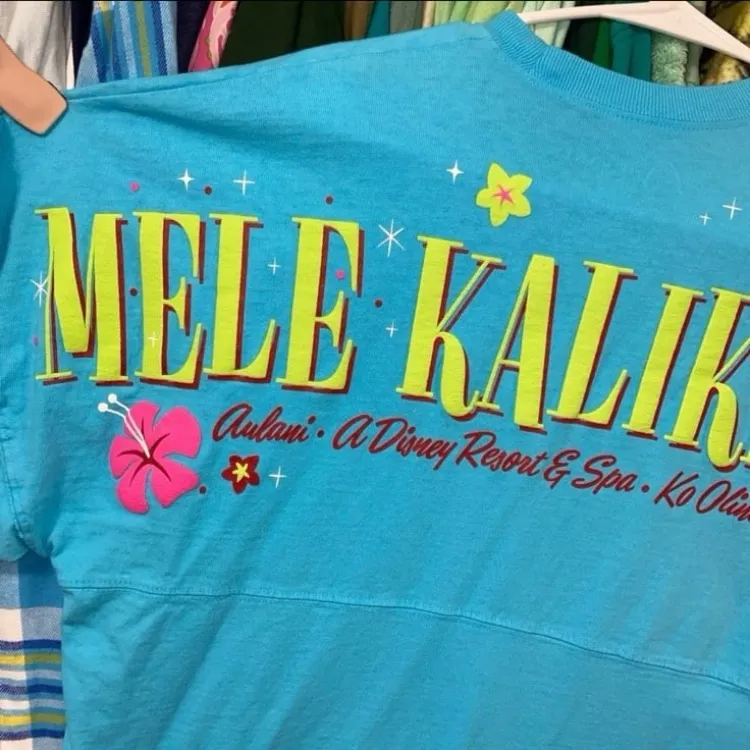 MELE KALIK
Aulani • A Disney Resort & Spa • Ko Olin